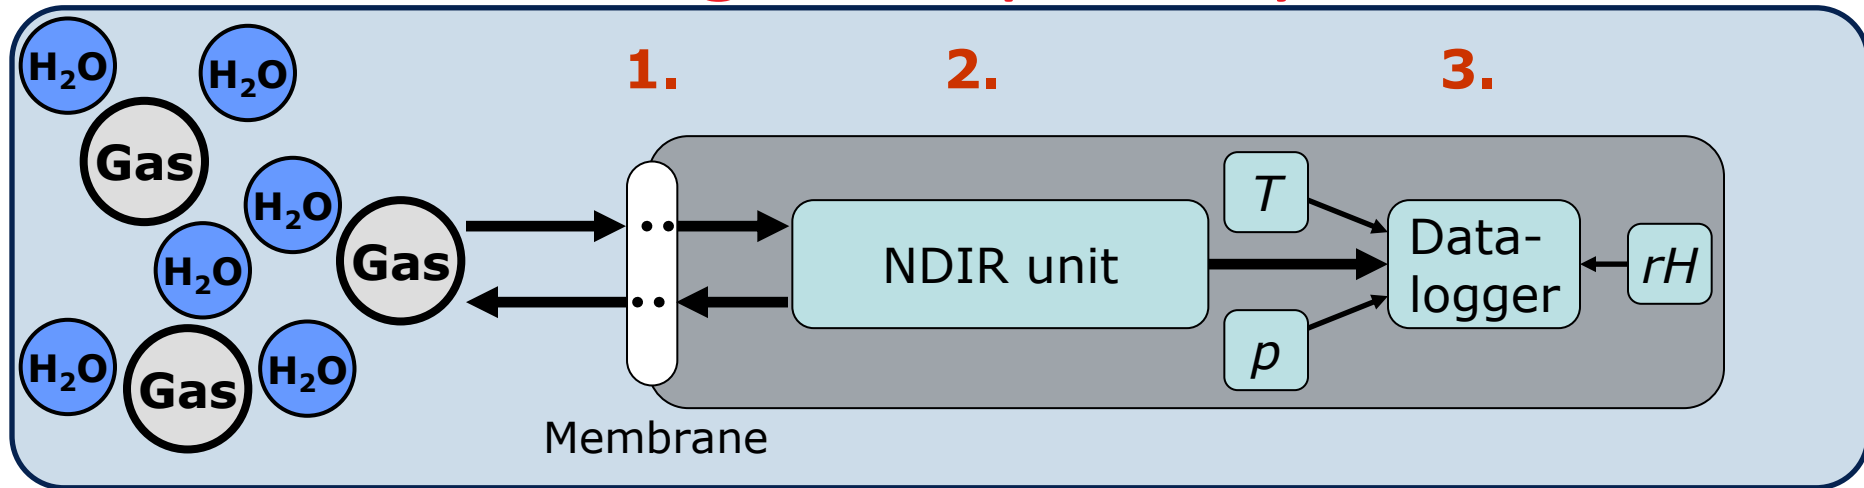 1. 2. 3.
H₂O
H₂O
Gas
H₂O
Gas
H₂O
H₂O
Gas
H₂O
NDIR unit
T
p
Data-
logger
rH
Membrane